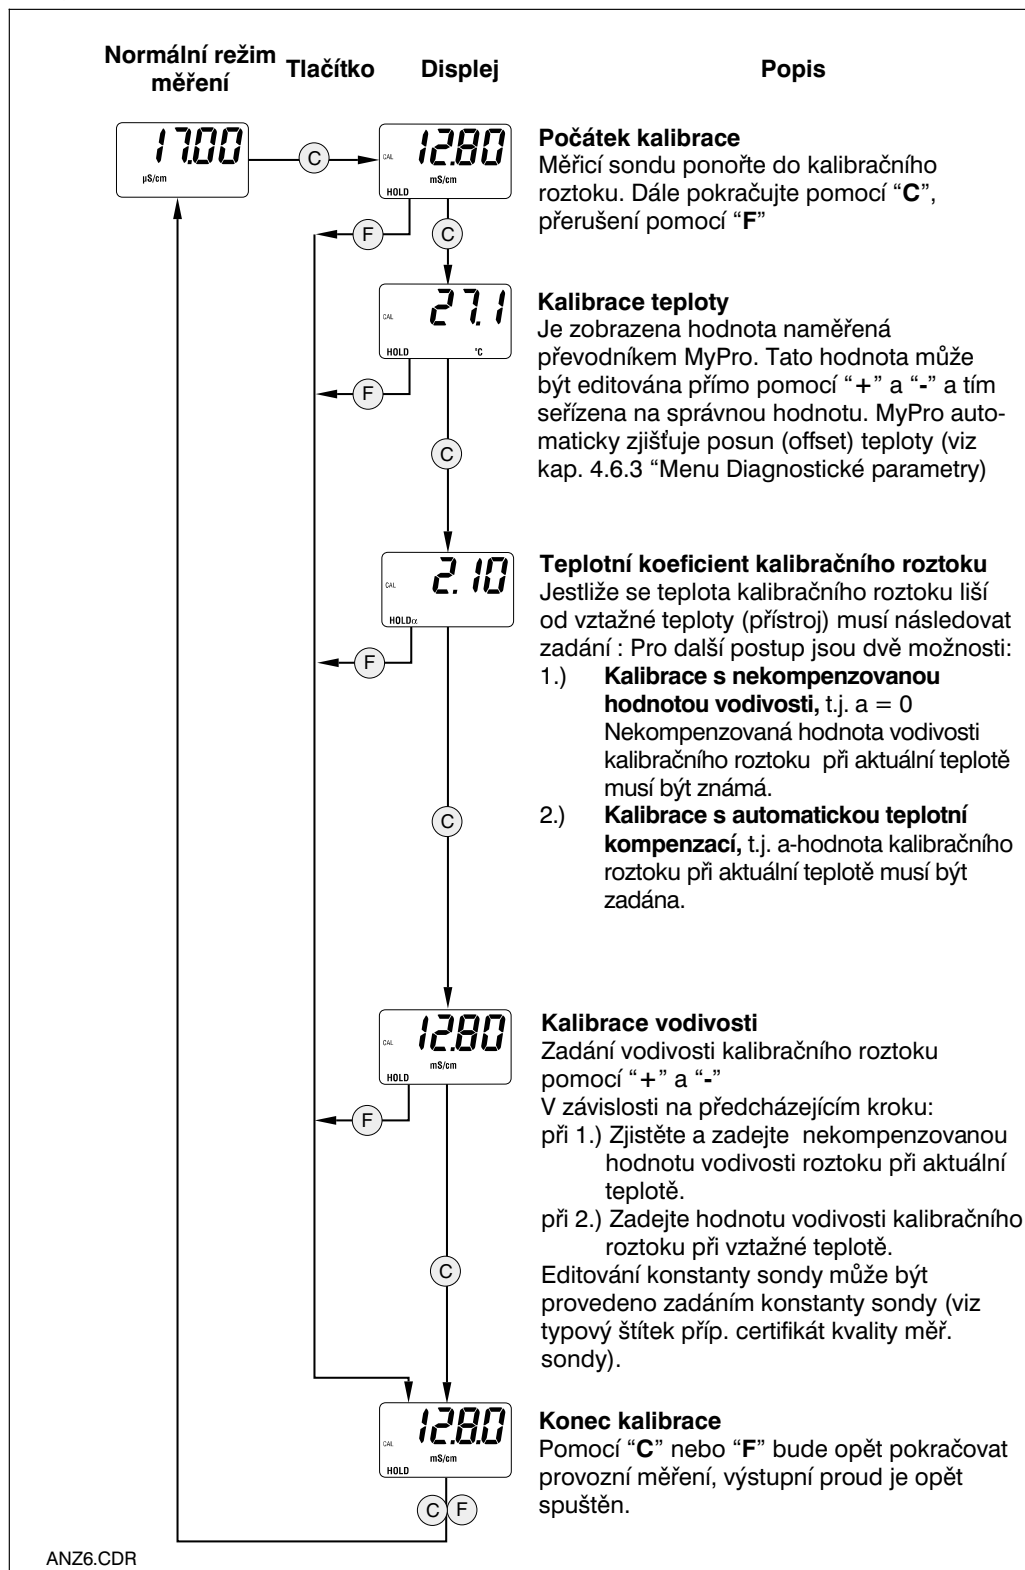 Normální režim
měření
Tlačítko
Displej
Popis
17.00
µS/cm
C
CAL
12.80
mS/cm
HOLD
Počátek kalibrace
Měřicí sondu ponořte do kalibračního
roztoku. Dále pokračujte pomocí “C”,
přerušení pomocí “F”
F
C
CAL
27.1
HOLD
°C
Kalibrace teploty
Je zobrazena hodnota naměřená
převodníkem MyPro. Tato hodnota může
být editována přímo pomocí “+” a “-” a tím
seřízena na správnou hodnotu. MyPro auto-
maticky zjišťuje posun (offset) teploty (viz
kap. 4.6.3 “Menu Diagnostické parametry)
F
C
CAL
2.10
HOLDα
Teplotní koeficient kalibračního roztoku
Jestliže se teplota kalibračního roztoku liší
od vztažné teploty (přístroj) musí následovat
zadání : Pro další postup jsou dvě možnosti:
1.) Kalibrace s nekompenzovanou
hodnotou vodivosti, t.j. a = 0
Nekompenzovaná hodnota vodivosti
kalibračního roztoku při aktuální teplotě
musí být známá.
2.) Kalibrace s automatickou teplotní
kompenzací, t.j. a-hodnota kalibračního
roztoku při aktuální teplotě musí být
zadána.
F
C
CAL
12.80
mS/cm
HOLD
Kalibrace vodivosti
Zadání vodivosti kalibračního roztoku
pomocí “+” a “-”
V závislosti na předcházejícím kroku:
při 1.) Zjistěte a zadejte nekompenzovanou
hodnotu vodivosti roztoku při aktuální
teplotě.
při 2.) Zadejte hodnotu vodivosti kalibračního
roztoku při vztažné teplotě.
Editování konstanty sondy může být
provedeno zadáním konstanty sondy (viz
typový štítek příp. certifikát kvality měř.
sondy).
F
C
CAL
128.0
mS/cm
HOLD
Konec kalibrace
Pomocí “C” nebo “F” bude opět pokračovat
provozní měření, výstupní proud je opět
spuštěn.
C F
ANZ6.CDR